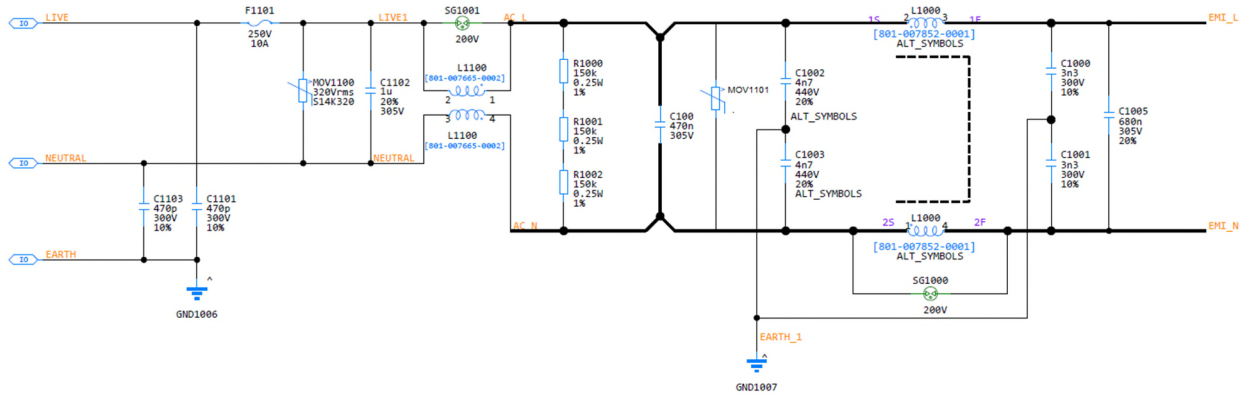 IO
LIVE
F1101
250V
10A
LIVE1
SG1001
200V
AC_L
L1100
[801-007665-0002]
2
1
3
4
L1100
[801-007665-0002]
MOV1100
320Vrms
S14K320
C1102
1u
20%
305V
IO
NEUTRAL
NEUTRAL
C1103
470p
300V
10%
C1101
470p
300V
10%
IO
EARTH
^
GND1006
R1000
150k
0.25W
1%
R1001
150k
0.25W
1%
R1002
150k
0.25W
1%
AC_N
C100
470n
305V
MOV1101
C1002
4n7
440V
20%
ALT_SYMBOLS
C1003
4n7
440V
20%
ALT_SYMBOLS
1S
L1000
2
3
1F
[801-007852-0001]
ALT_SYMBOLS
2S
L1000
1
4
2F
[801-007852-0001]
ALT_SYMBOLS
SG1000
200V
EARTH_1
^
GND1007
C1000
3n3
300V
10%
C1001
3n3
300V
10%
C1005
680n
305V
20%
EMI_L
EMI_N